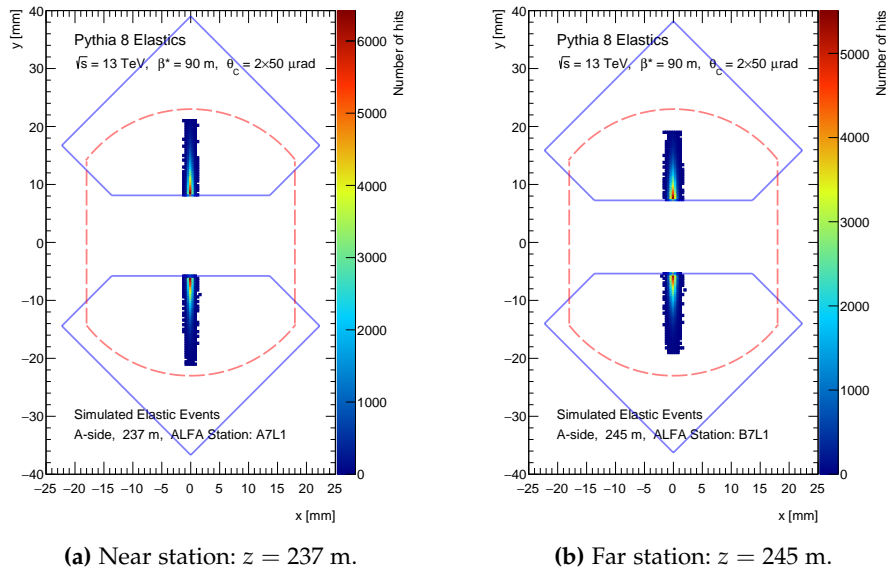 y [mm]
40
30
20
10
0
−10
−20
−30
−40
−25 −20 −15 −10 −5 0 5 10 15 20 25
x [mm]
Pythia 8 Elastics
√s = 13 TeV, β* = 90 m, θ_C = 2×50 μrad
Simulated Elastic Events
A-side, 237 m, ALFA Station: A7L1
Number of hits
6000
5000
4000
3000
2000
1000
0
(a) Near station: z = 237 m.
y [mm]
40
30
20
10
0
−10
−20
−30
−40
−25 −20 −15 −10 −5 0 5 10 15 20 25
x [mm]
Pythia 8 Elastics
√s = 13 TeV, β* = 90 m, θ_C = 2×50 μrad
Simulated Elastic Events
A-side, 245 m, ALFA Station: B7L1
Number of hits
5000
4000
3000
2000
1000
0
(b) Far station: z = 245 m.